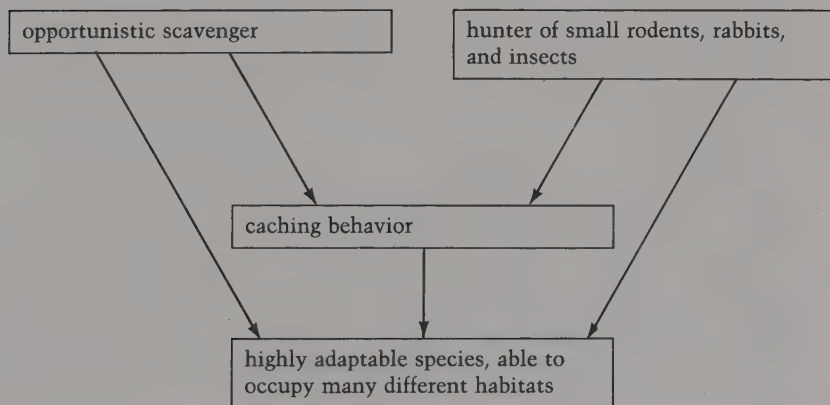 opportunistic scavenger
hunter of small rodents, rabbits,
and insects
caching behavior
highly adaptable species, able to
occupy many different habitats